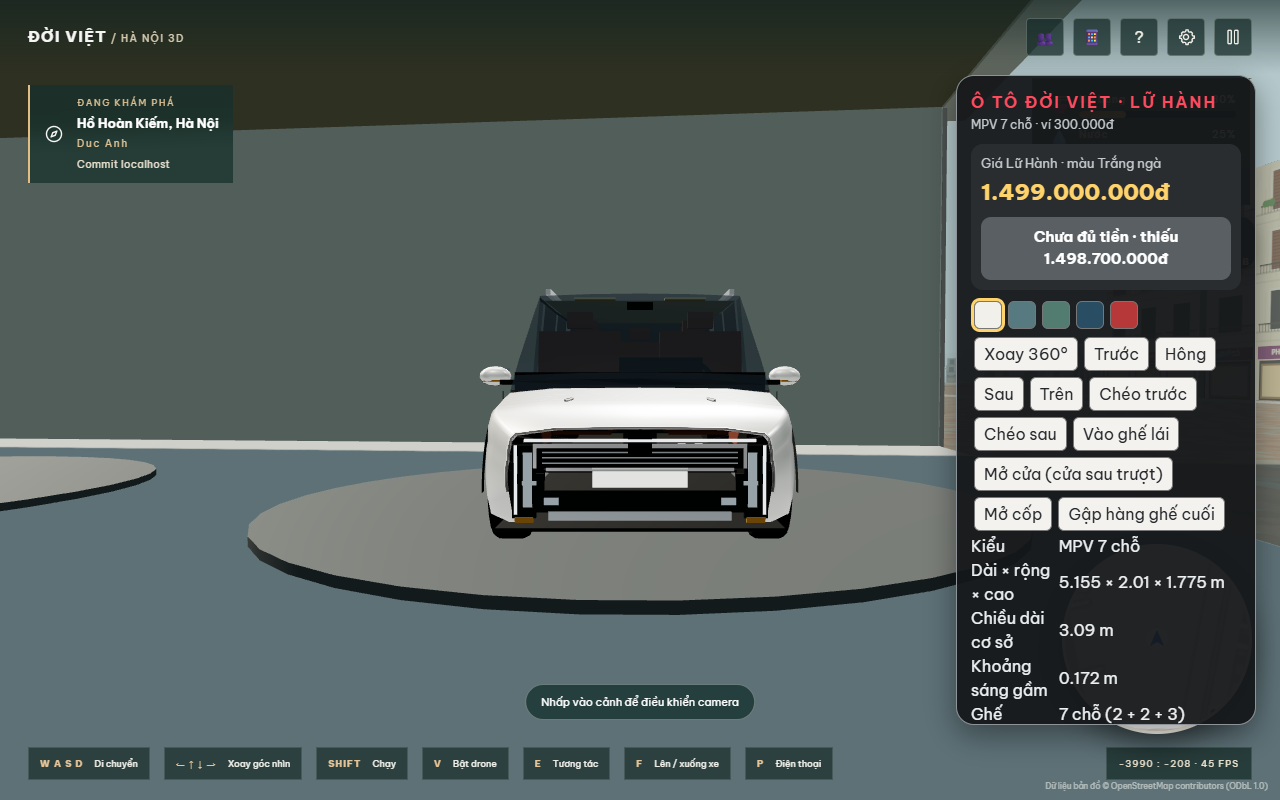 ĐỜI VIỆT / HÀ NỘI 3D
?
ĐANG KHÁM PHÁ
Hồ Hoàn Kiếm, Hà Nội
Duc Anh
Commit localhost
Ô TÔ ĐỜI VIỆT · LỮ HÀNH
MPV 7 chỗ · ví 300.000đ
Giá Lữ Hành · màu Trắng ngà
1.499.000.000đ
Chưa đủ tiền · thiếu
1.498.700.000đ
Xoay 360° Trước Hông
Sau Trên Chéo trước
Chéo sau Vào ghế lái
Mở cửa (cửa sau trượt)
Mở cốp Gập hàng ghế cuối
Kiểu MPV 7 chỗ
Dài × rộng
× cao 5.155 × 2.01 × 1.775 m
Chiều dài
cơ sở 3.09 m
Khoảng
sáng gầm 0.172 m
Ghế 7 chỗ (2 + 2 + 3)
Nhấp vào cảnh để điều khiển camera
W A S D Di chuyển ←↑↓→ Xoay góc nhìn SHIFT Chạy V Bật drone E Tương tác F Lên / xuống xe P Điện thoại
-3990 : -208 · 45 FPS
Dữ liệu bản đồ © OpenStreetMap contributors (ODbL 1.0)